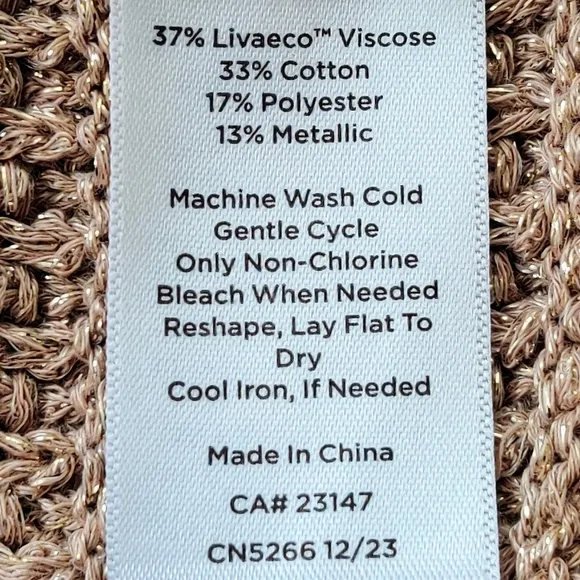 37% Livaeco™ Viscose
33% Cotton
17% Polyester
13% Metallic
Machine Wash Cold
Gentle Cycle
Only Non-Chlorine
Bleach When Needed
Reshape, Lay Flat To
Dry
Cool Iron, If Needed
Made In China
CA# 23147
CN5266 12/23